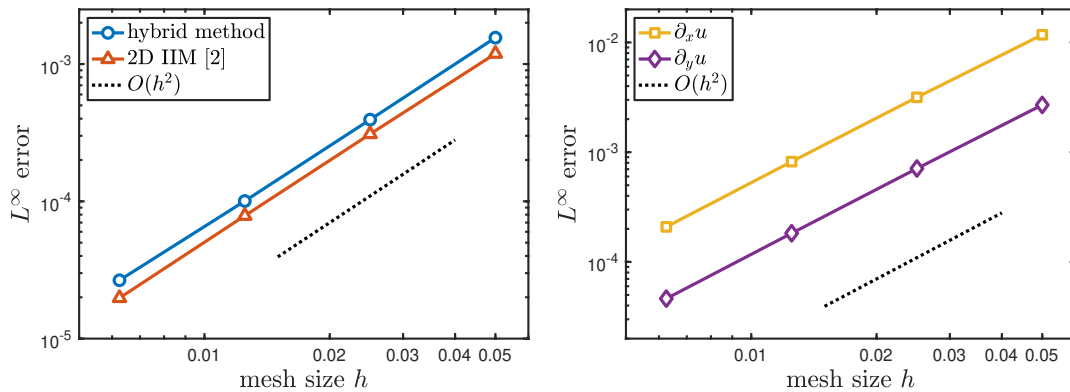 hybrid method
2D IIM [2]
O(h²)
10⁻³
10⁻⁴
10⁻⁵
L^∞ error
0.01 0.02 0.03 0.04 0.05
mesh size h
∂ₓu
∂ᵧu
O(h²)
10⁻²
10⁻³
10⁻⁴
L^∞ error
0.01 0.02 0.03 0.04 0.05
mesh size h